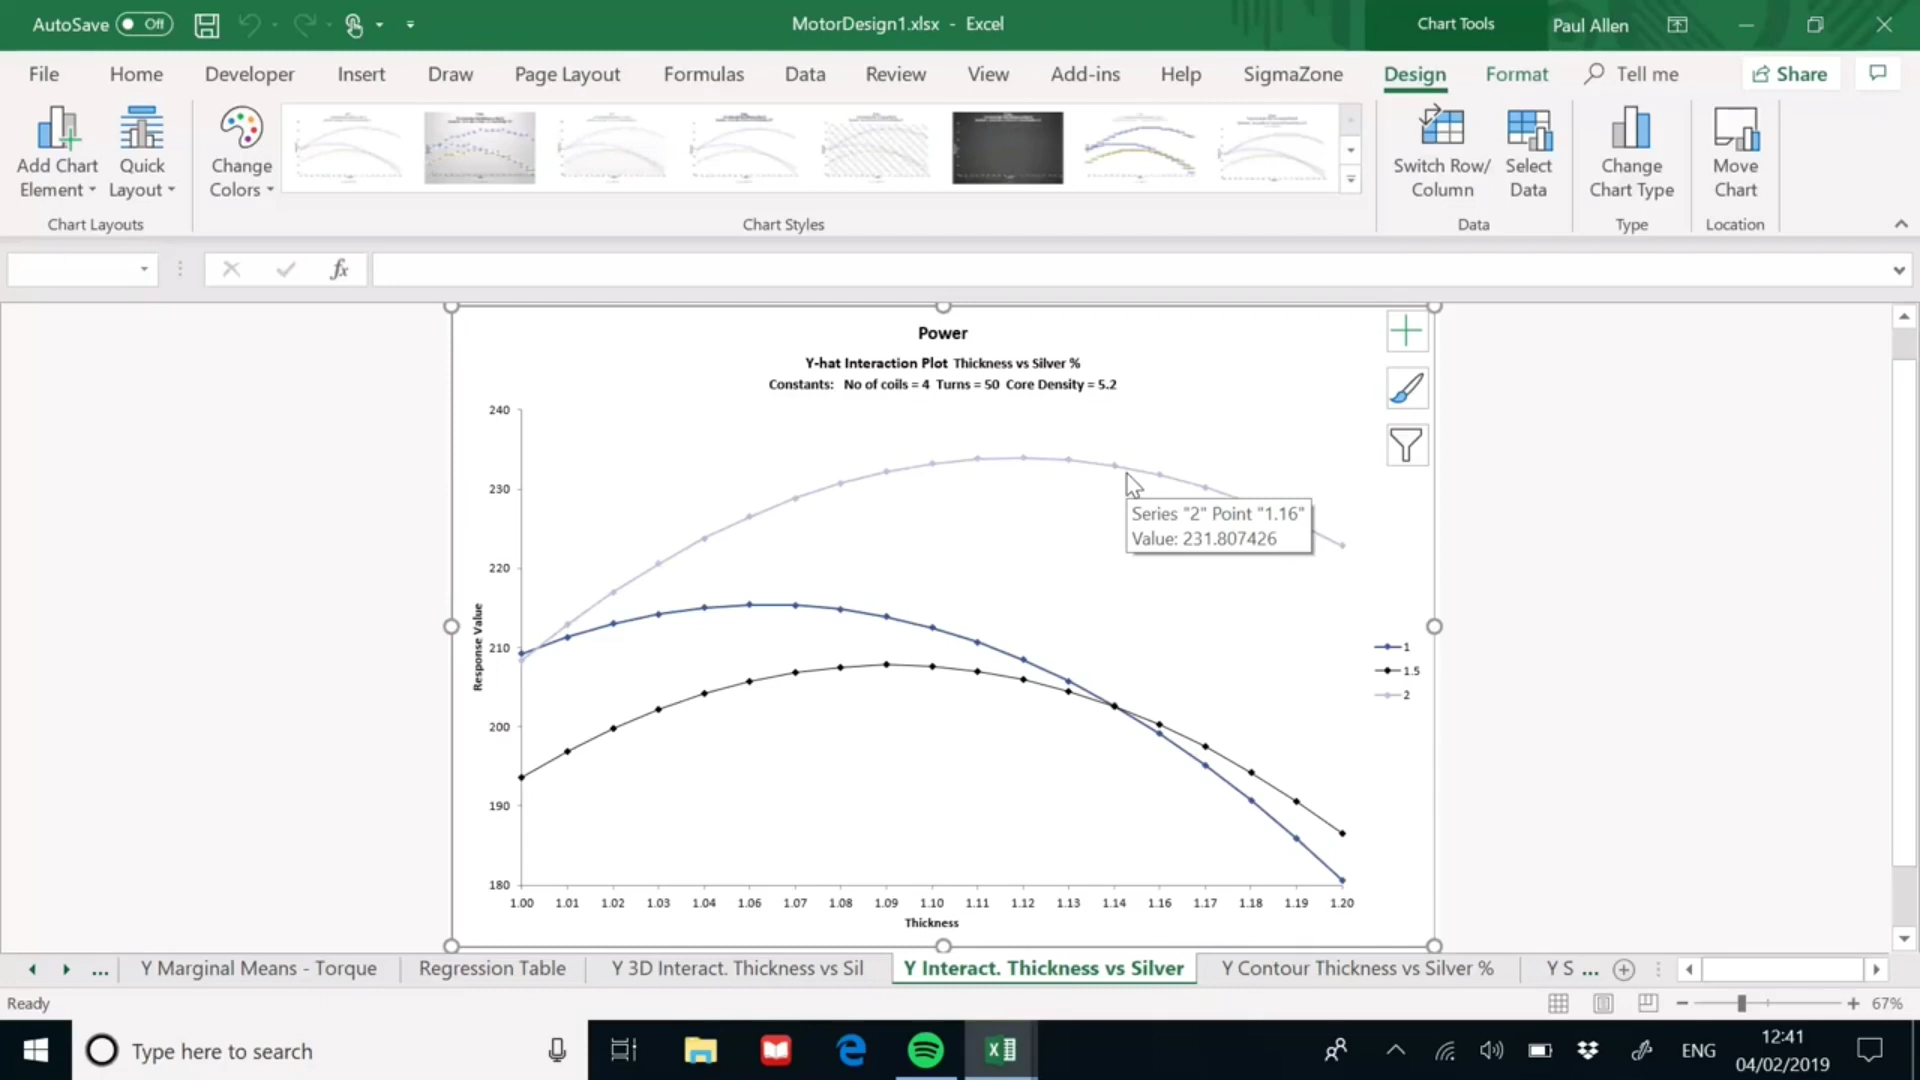 AutoSave Off
MotorDesign1.xlsx - Excel
Chart Tools
Paul Allen
File Home Developer Insert Draw Page Layout Formulas Data Review View Add-ins Help SigmaZone Design Format Tell me Share
Add Chart Element
Quick Layout
Change Colors
Switch Row/ Column
Select Data
Change Chart Type
Move Chart
Chart Layouts
Chart Styles
Data
Type
Location
fx
Power
Y-hat Interaction Plot Thickness vs Silver %
Constants: No of coils = 4 Turns = 50 Core Density = 5.2
240
230
220
210
200
190
180
Response Value
Series "2" Point "1.16"
Value: 231.807426
1
1.5
2
1.00 1.01 1.02 1.03 1.04 1.06 1.07 1.08 1.09 1.10 1.11 1.12 1.13 1.14 1.16 1.17 1.18 1.19 1.20
Thickness
... Y Marginal Means - Torque Regression Table Y 3D Interact. Thickness vs Sil Y Interact. Thickness vs Silver Y Contour Thickness vs Silver % Y S ...
Ready
67%
Type here to search
ENG
12:41
04/02/2019